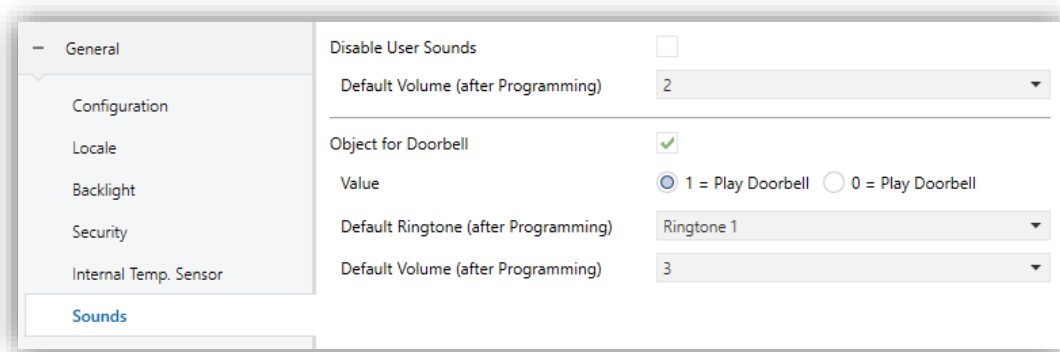 General
Configuration
Locale
Backlight
Security
Internal Temp. Sensor
Sounds
Disable User Sounds
Default Volume (after Programming) 2
Object for Doorbell
Value 1 = Play Doorbell 0 = Play Doorbell
Default Ringtone (after Programming) Ringtone 1
Default Volume (after Programming) 3